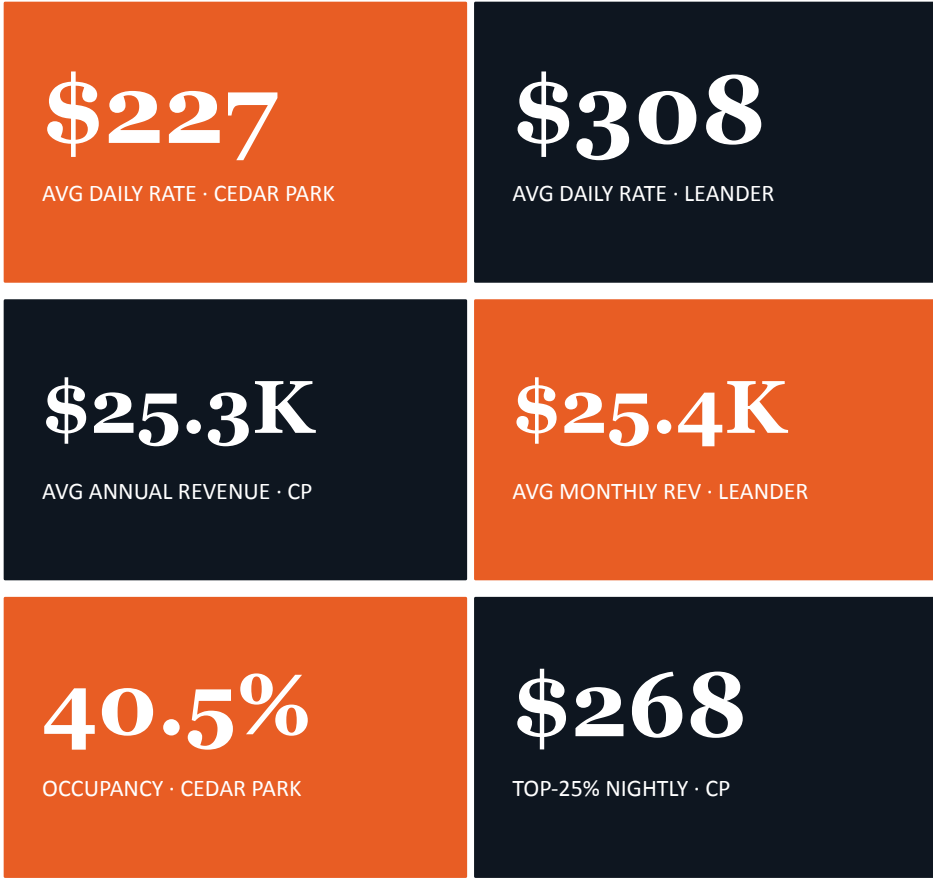 $227
AVG DAILY RATE · CEDAR PARK
$308
AVG DAILY RATE · LEANDER
$25.3K
AVG ANNUAL REVENUE · CP
$25.4K
AVG MONTHLY REV · LEANDER
40.5%
OCCUPANCY · CEDAR PARK
$268
TOP-25% NIGHTLY · CP